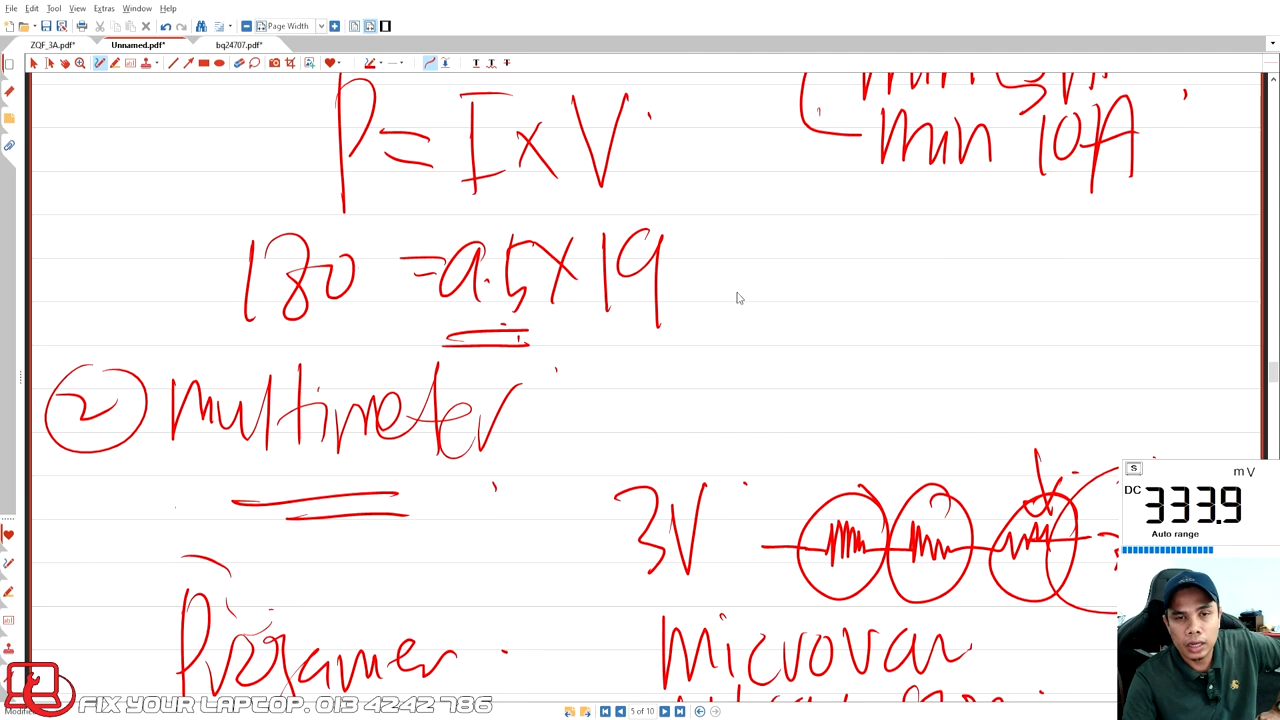 File Edit Tool View Extras Window Help
Page Width
ZQF_3A.pdf* Unnamed.pdf* bq24707.pdf*
P = I x V
min 10A
180 = 9.5 x 19
2 multimeter
3V
mV
DC 333.9
Auto range
Programer
Microvar
FIX YOUR LAPTOP. 013 4242 786
5 of 10